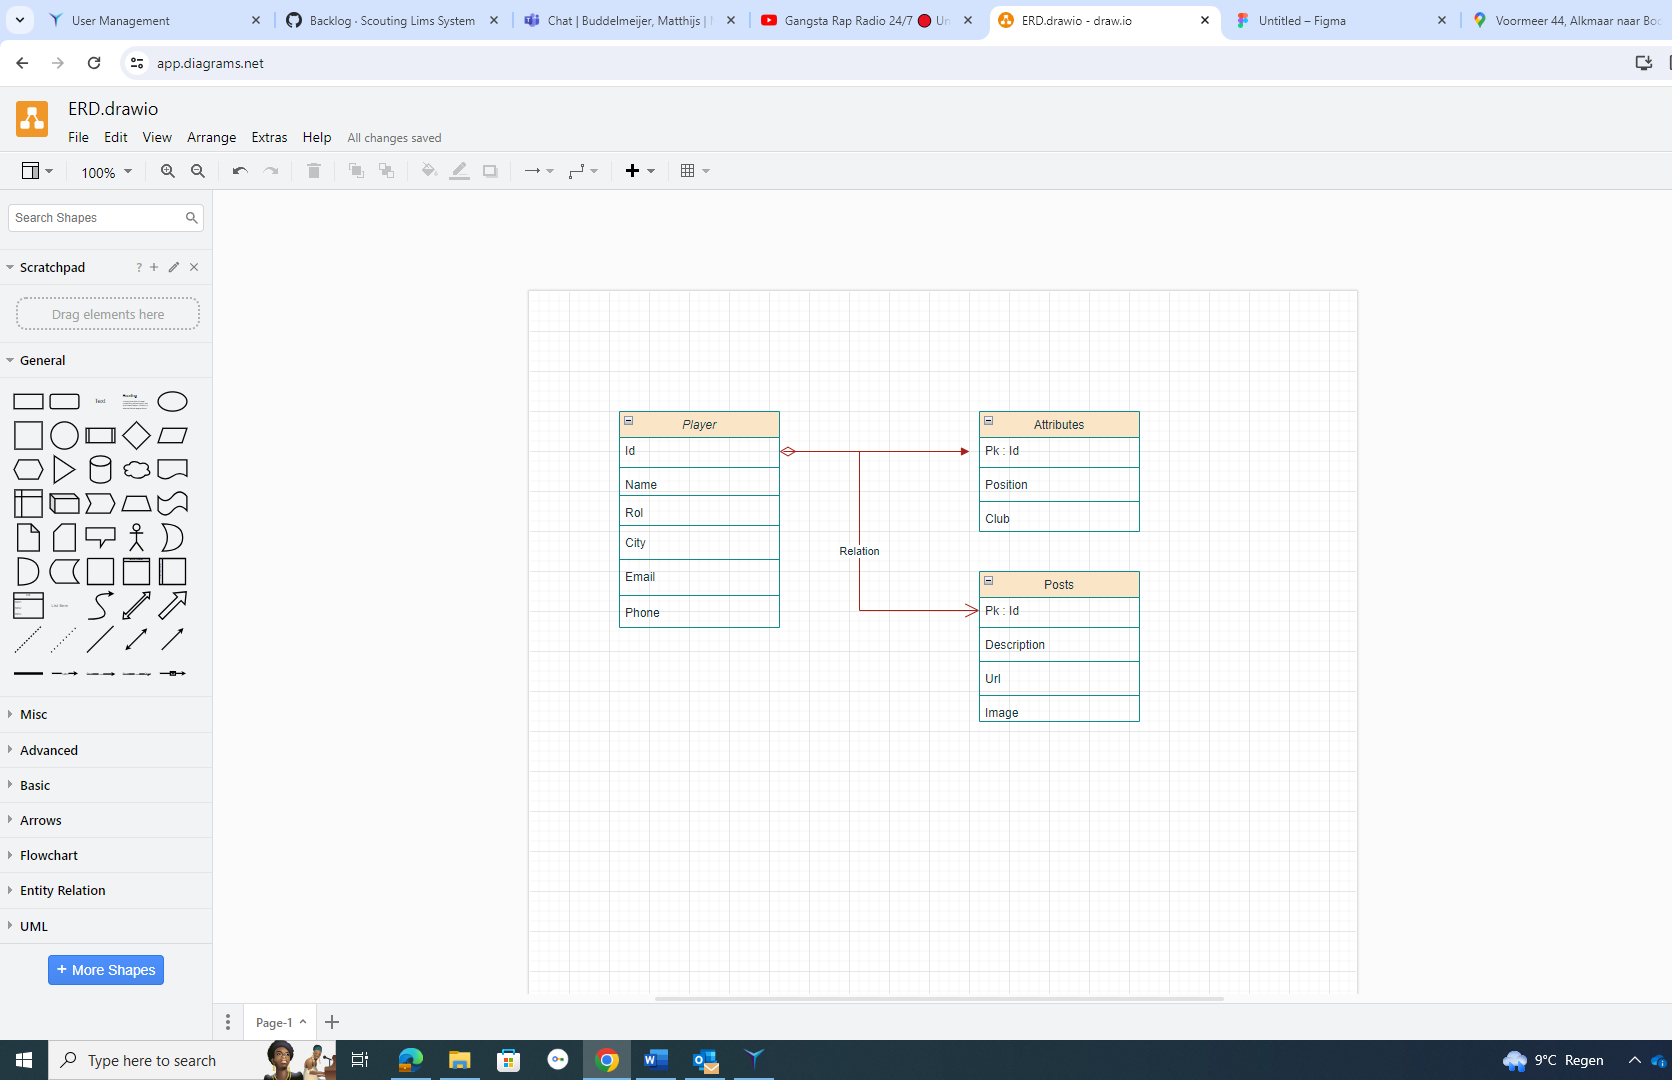 User Management
Backlog · Scouting Lims System
Chat | Buddelmeijer, Matthijs |
Gangsta Rap Radio 24/7
ERD.drawio - draw.io
Untitled – Figma
Voormeer 44, Alkmaar naar
app.diagrams.net
ERD.drawio
File Edit View Arrange Extras Help All changes saved
100%
Search Shapes
Scratchpad
?
Drag elements here
General
Text
Heading
List Item
Misc
Advanced
Basic
Arrows
Flowchart
Entity Relation
UML
+ More Shapes
Player
Id
Name
Rol
City
Email
Phone
Relation
Attributes
Pk : Id
Position
Club
Posts
Pk : Id
Description
Url
Image
Page-1
Type here to search
9°C Regen